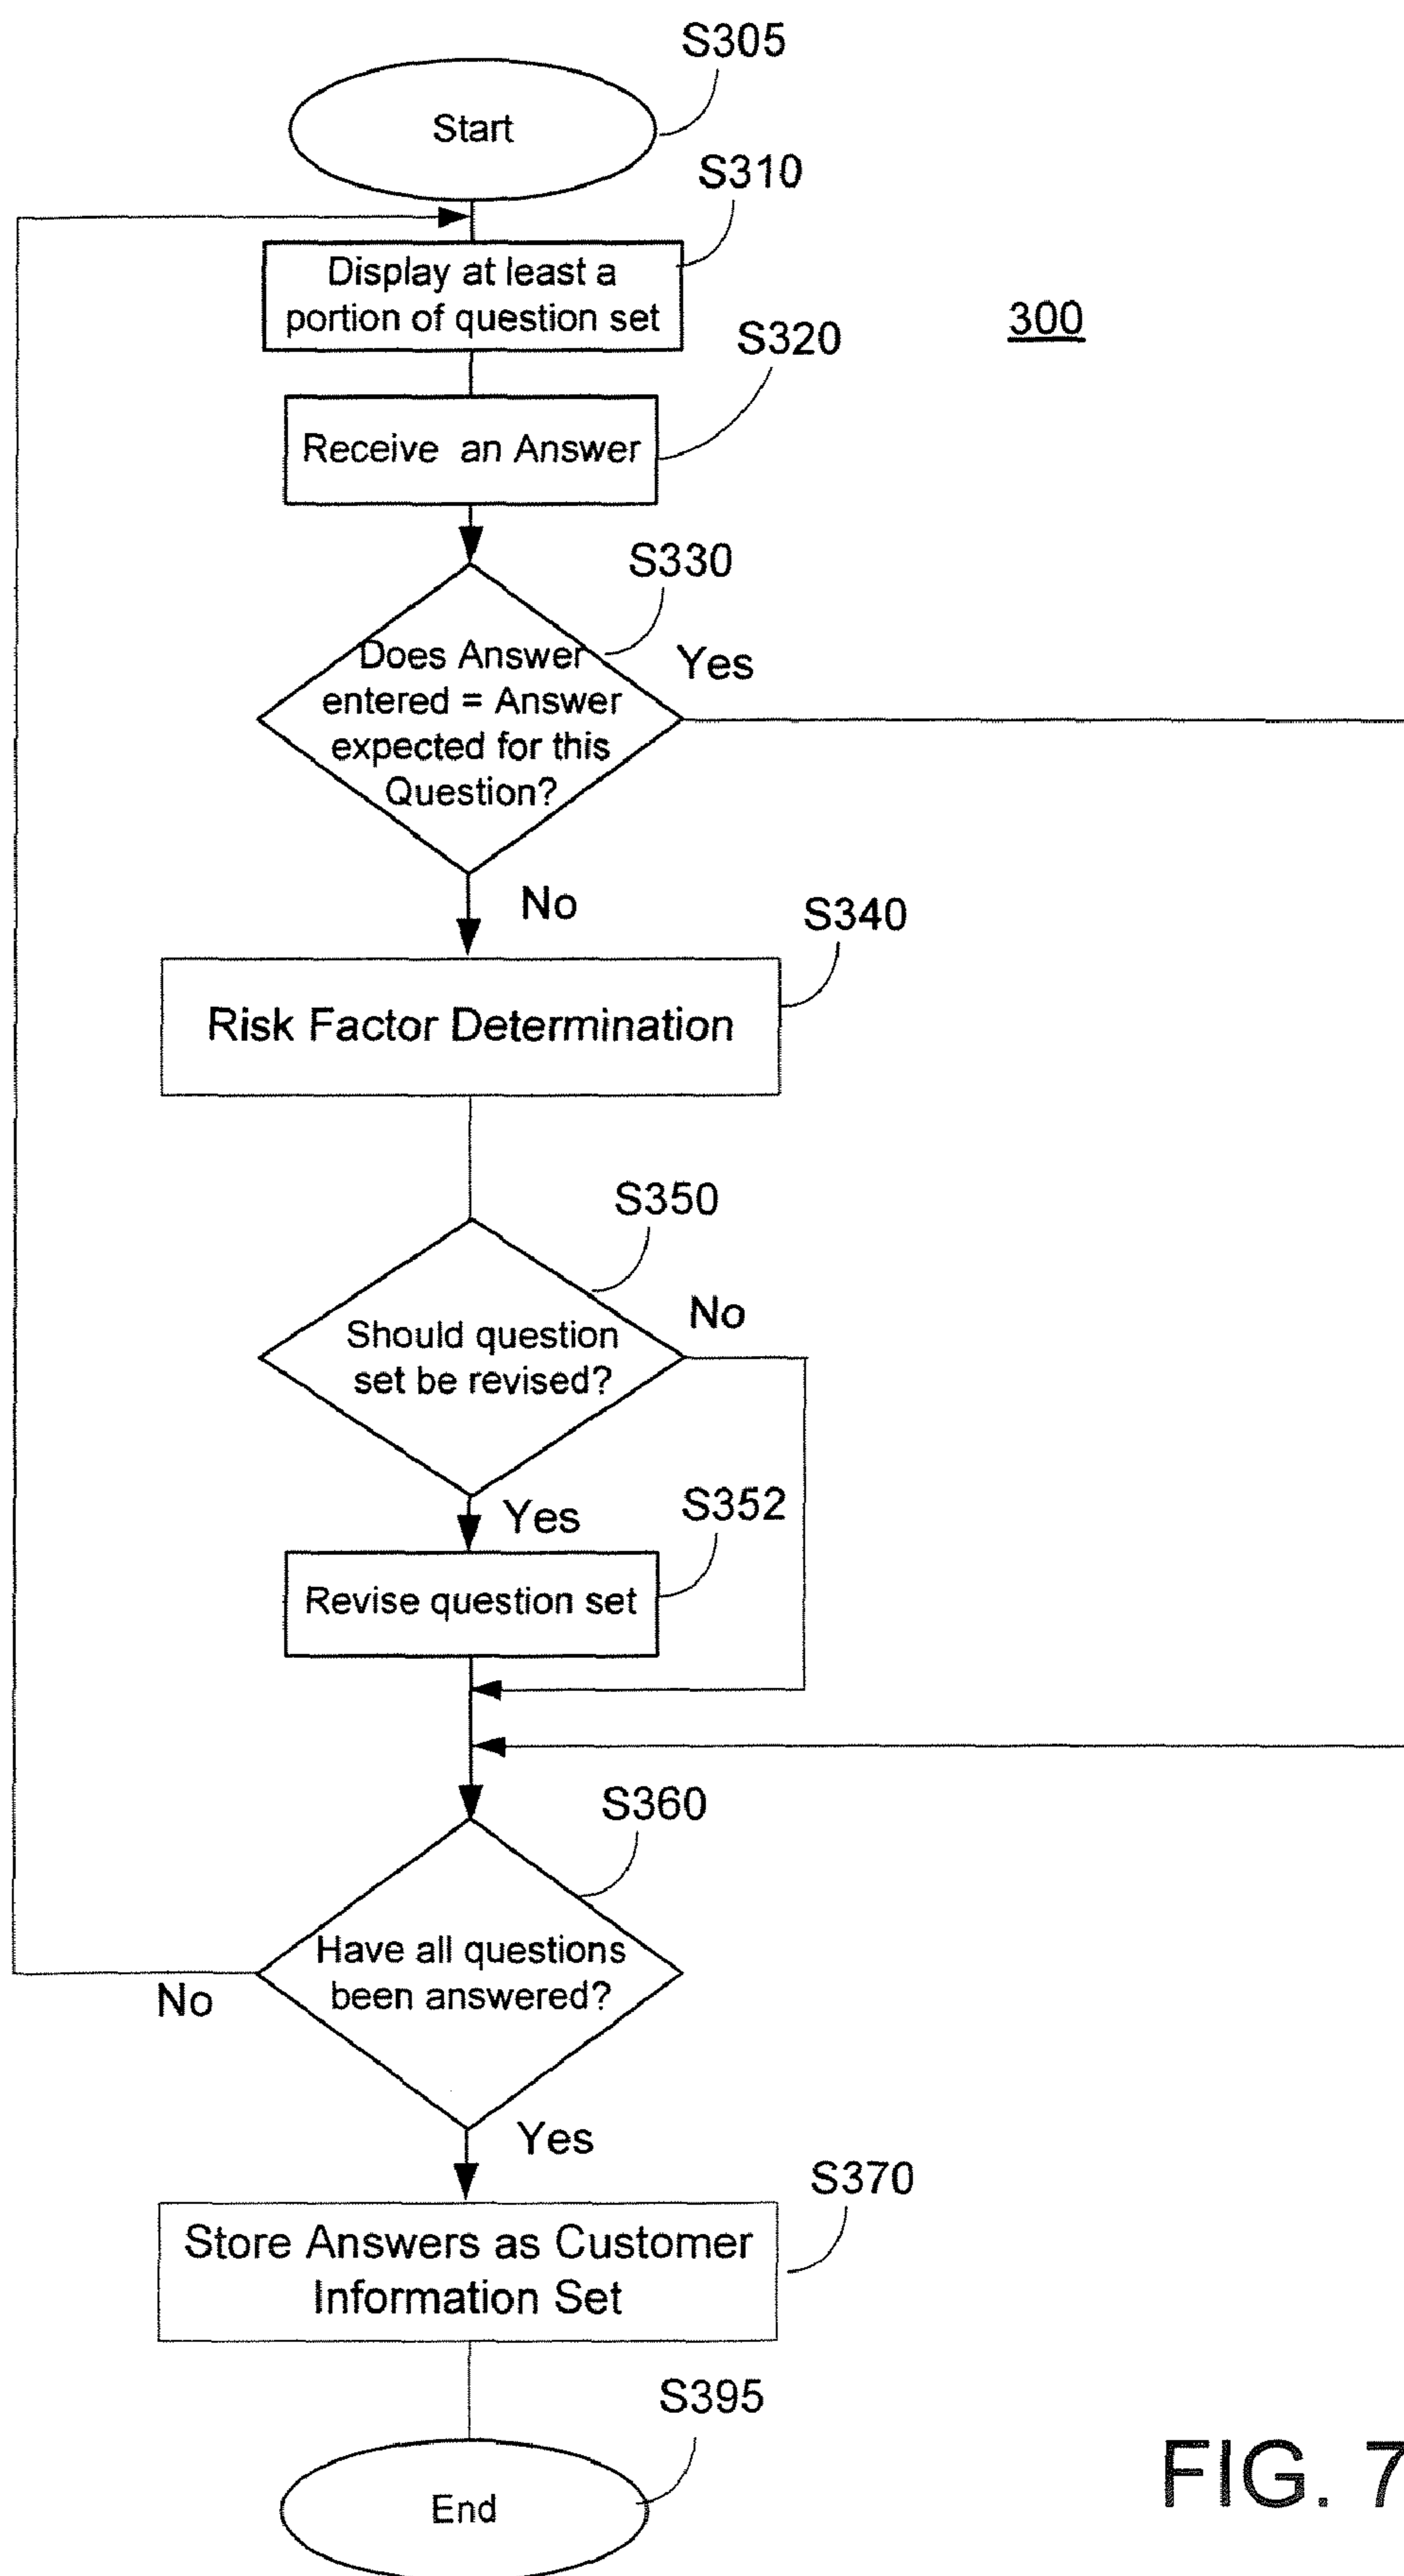 S305
Start
S310
Display at least a
portion of question set
300
S320
Receive an Answer
S330
Does Answer
entered = Answer
expected for this
Question?
Yes
No
S340
Risk Factor Determination
S350
Should question
set be revised?
No
Yes
S352
Revise question set
S360
Have all questions
been answered?
No
Yes
S370
Store Answers as Customer
Information Set
S395
End
FIG. 7